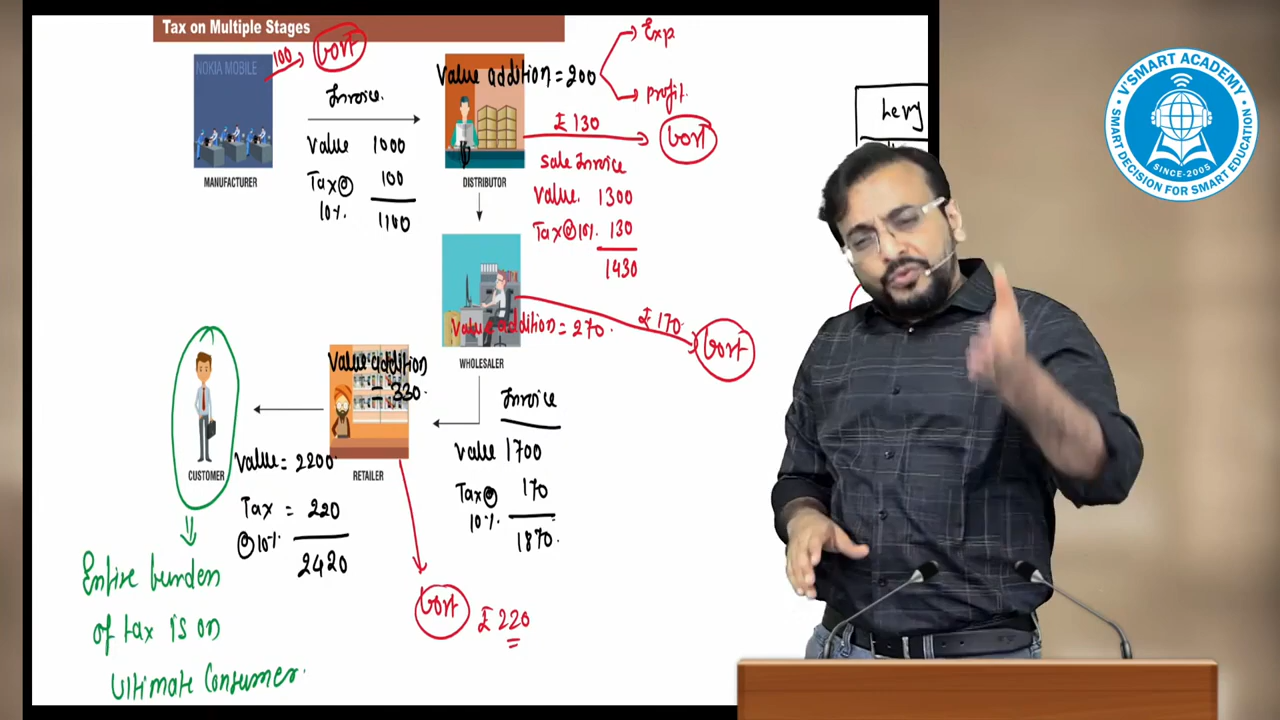 Tax on Multiple Stages
NOKIA MOBILE
MANUFACTURER
100
Govt
Invoice
Value 1000
Tax@ 100
10%
1100
Value addition = 200
Exp
Profit
DISTRIBUTOR
₤ 130
Govt
Sale Invoice
Value 1300
Tax@10% 130
1430
Value addition = 270
WHOLESALER
₤ 170
Govt
Invoice
Value 1700
Tax@ 170
10%
1870
Value addition
= 330
RETAILER
Govt
₤ 220
Value = 2200
Tax = 220
@10%
2420
CUSTOMER
Entire burden
of tax is on
Ultimate Consumer
Levy
V'SMART ACADEMY
SINCE-2005
SMART DECISION FOR SMART EDUCATION